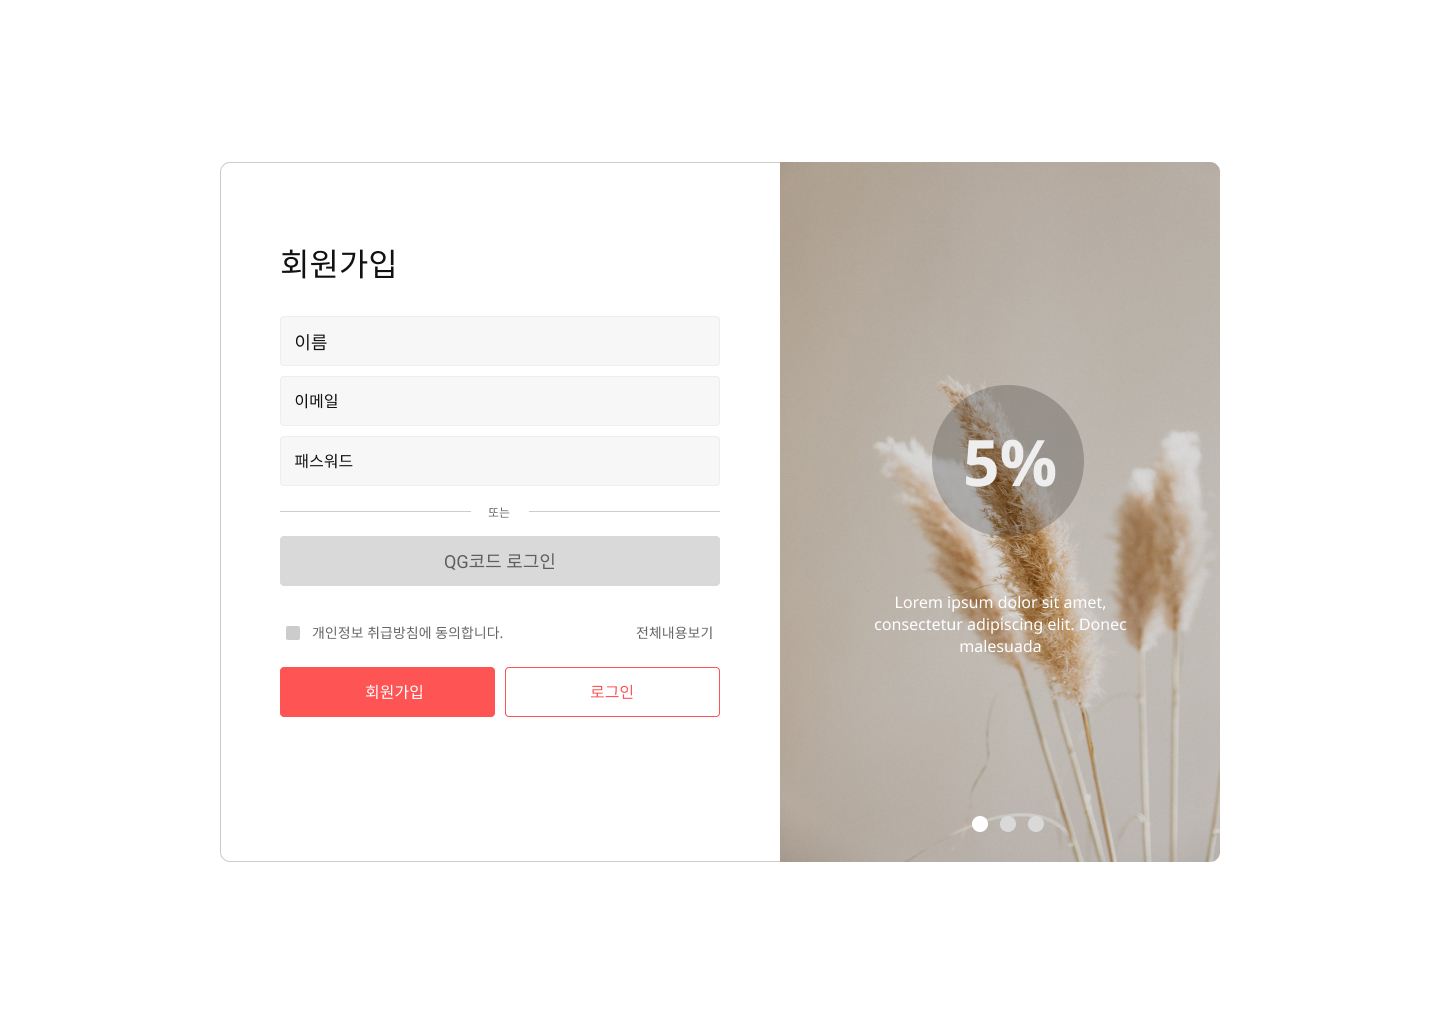 회원가입
이름
이메일
패스워드
또는
QG코드 로그인
개인정보 취급방침에 동의합니다.
전체내용보기
회원가입
로그인
5%
Lorem ipsum dolor sit amet,
consectetur adipiscing elit. Donec
malesuada